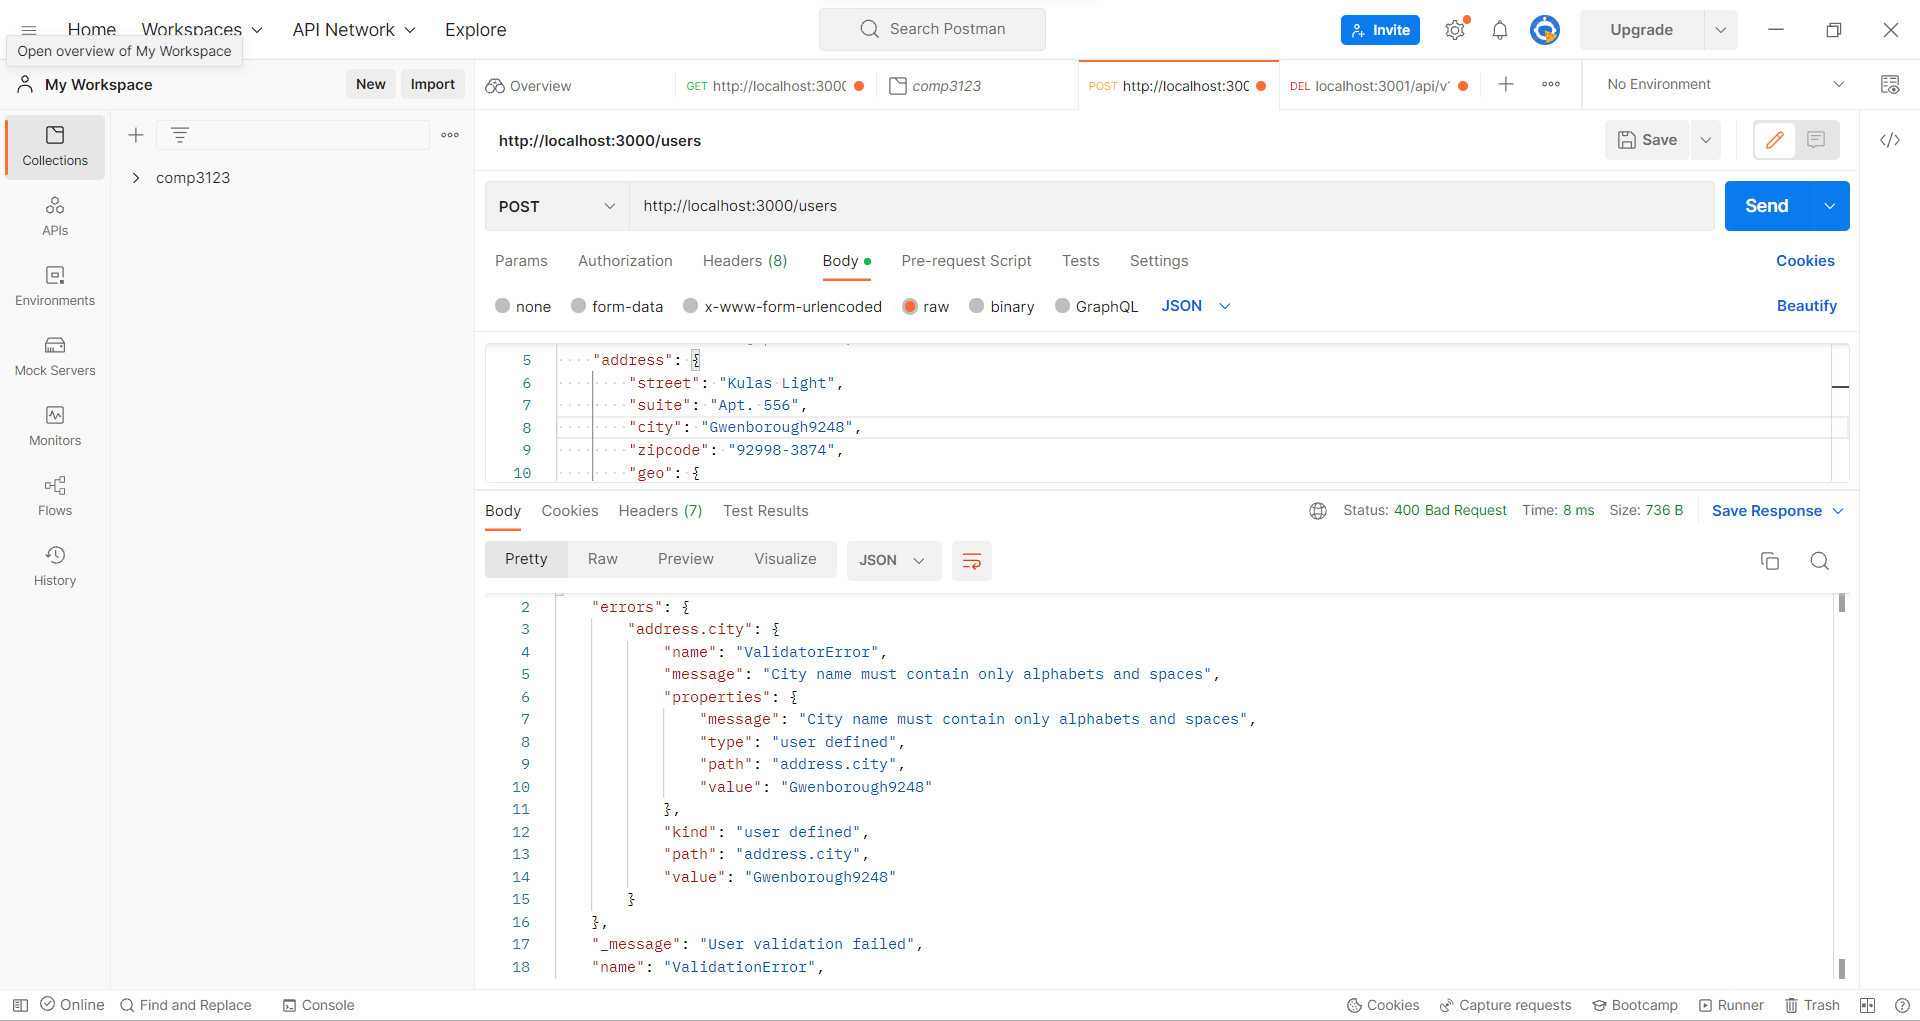 Home Workspaces API Network Explore Search Postman Invite Upgrade
Open overview of My Workspace
My Workspace New Import Overview GET http://localhost:3000 comp3123 POST http://localhost:300 DEL localhost:3001/api/v1 No Environment
Collections
APIs
Environments
Mock Servers
Monitors
Flows
History
comp3123
http://localhost:3000/users Save
POST http://localhost:3000/users Send
Params Authorization Headers (8) Body Pre-request Script Tests Settings Cookies
none form-data x-www-form-urlencoded raw binary GraphQL JSON Beautify
5 "address": {
6 "street": "Kulas Light",
7 "suite": "Apt. 556",
8 "city": "Gwenborough9248",
9 "zipcode": "92998-3874",
10 "geo": {
Body Cookies Headers (7) Test Results Status: 400 Bad Request Time: 8 ms Size: 736 B Save Response
Pretty Raw Preview Visualize JSON
2 "errors": {
3 "address.city": {
4 "name": "ValidatorError",
5 "message": "City name must contain only alphabets and spaces",
6 "properties": {
7 "message": "City name must contain only alphabets and spaces",
8 "type": "user defined",
9 "path": "address.city",
10 "value": "Gwenborough9248"
11 },
12 "kind": "user defined",
13 "path": "address.city",
14 "value": "Gwenborough9248"
15 }
16 },
17 "_message": "User validation failed",
18 "name": "ValidationError",
Online Find and Replace Console Cookies Capture requests Bootcamp Runner Trash